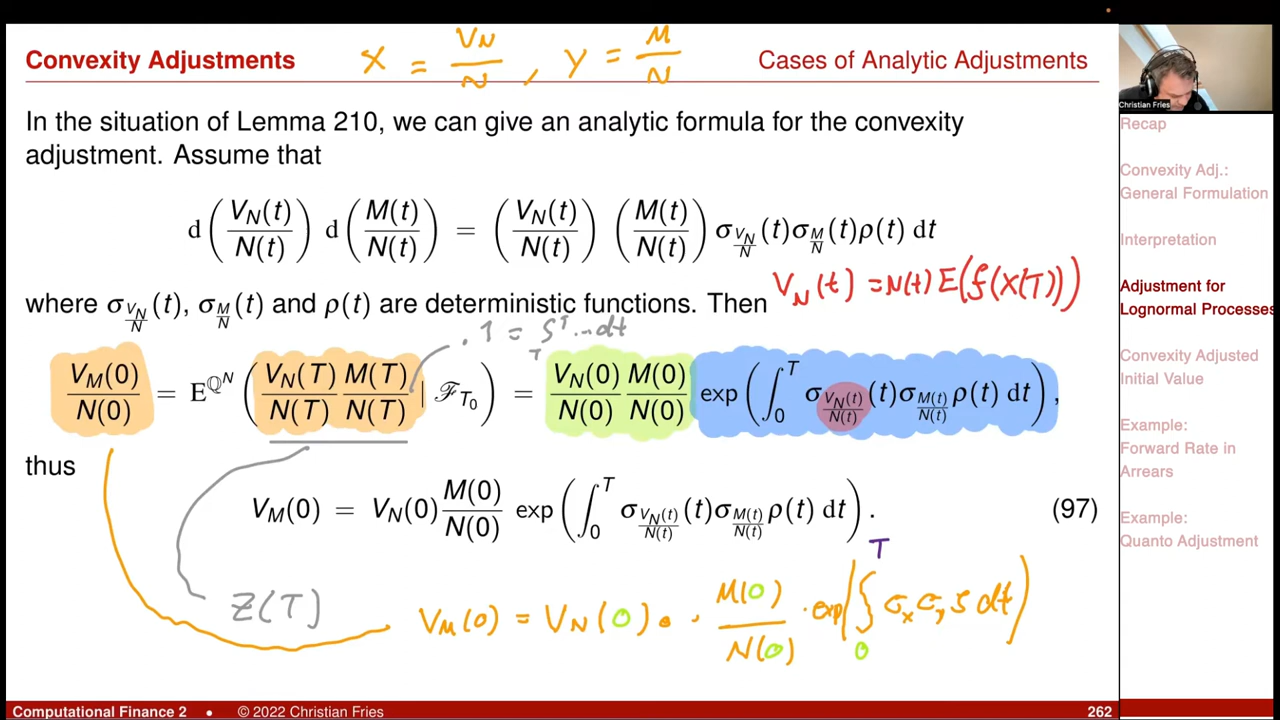 Convexity Adjustments
X = V_N/N , Y = M/N
Cases of Analytic Adjustments
In the situation of Lemma 210, we can give an analytic formula for the convexity
adjustment. Assume that
d(V_N(t)/N(t)) d(M(t)/N(t)) = (V_N(t)/N(t)) (M(t)/N(t)) σ_{V_N/N}(t)σ_{M/N}(t)ρ(t) dt
V_N(t) = N(t) E(f(X(T)))
where σ_{V_N/N}(t), σ_{M/N}(t) and ρ(t) are deterministic functions. Then
V_M(0)/N(0) = E^{ℚ^N}(V_N(T)/N(T) M(T)/N(T) | ℱ_{T_0}) = V_N(0)/N(0) M(0)/N(0) exp(∫_0^T σ_{V_N(t)/N(t)}(t)σ_{M(t)/N(t)}ρ(t) dt),
thus
V_M(0) = V_N(0) M(0)/N(0) exp(∫_0^T σ_{V_N(t)/N(t)}(t)σ_{M(t)/N(t)}ρ(t) dt). (97)
Z(T)
V_M(0) = V_N(0) · M(0)/N(0) · exp(∫_0^T σ_x σ_y ρ dt)
Christian Fries
Recap
Convexity Adj.:
General Formulation
Interpretation
Adjustment for
Lognormal Processes
Convexity Adjusted
Initial Value
Example:
Forward Rate in
Arrears
Example:
Quanto Adjustment
Computational Finance 2 • © 2022 Christian Fries 262